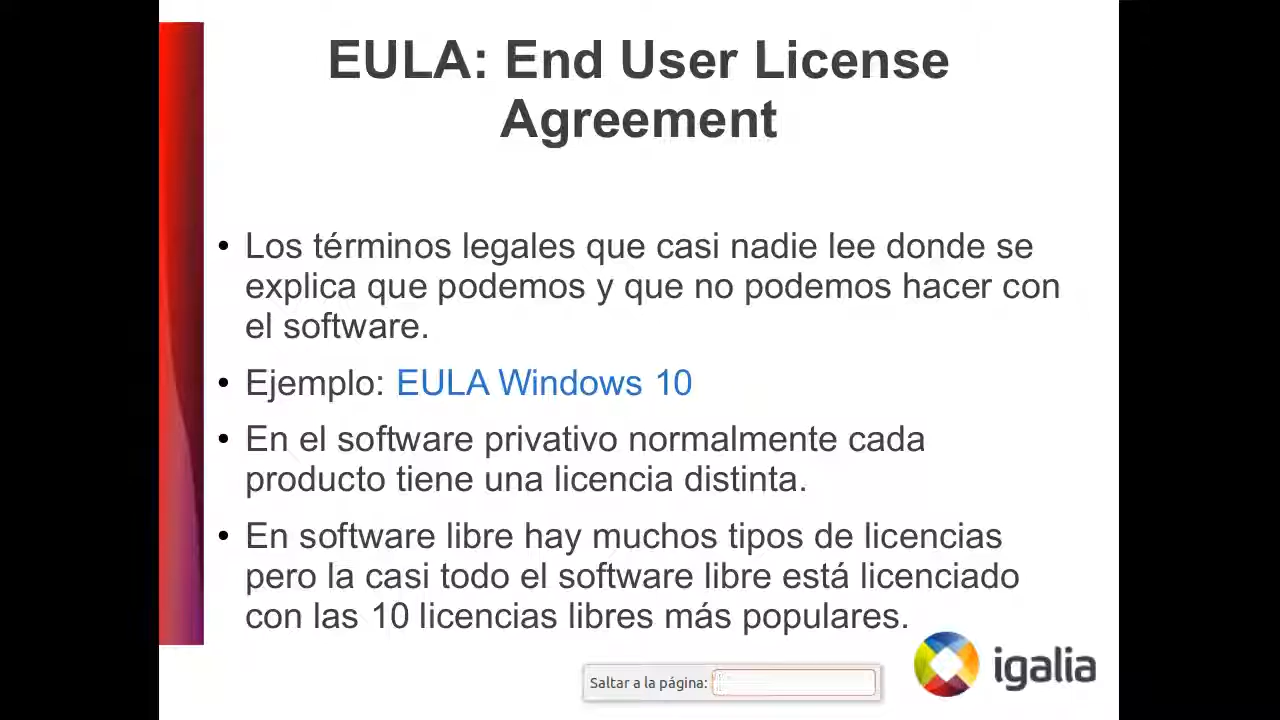 EULA: End User License
Agreement
• Los términos legales que casi nadie lee donde se
explica que podemos y que no podemos hacer con
el software.
• Ejemplo: EULA Windows 10
• En el software privativo normalmente cada
producto tiene una licencia distinta.
• En software libre hay muchos tipos de licencias
pero la casi todo el software libre está licenciado
con las 10 licencias libres más populares.
igalia
Saltar a la página: